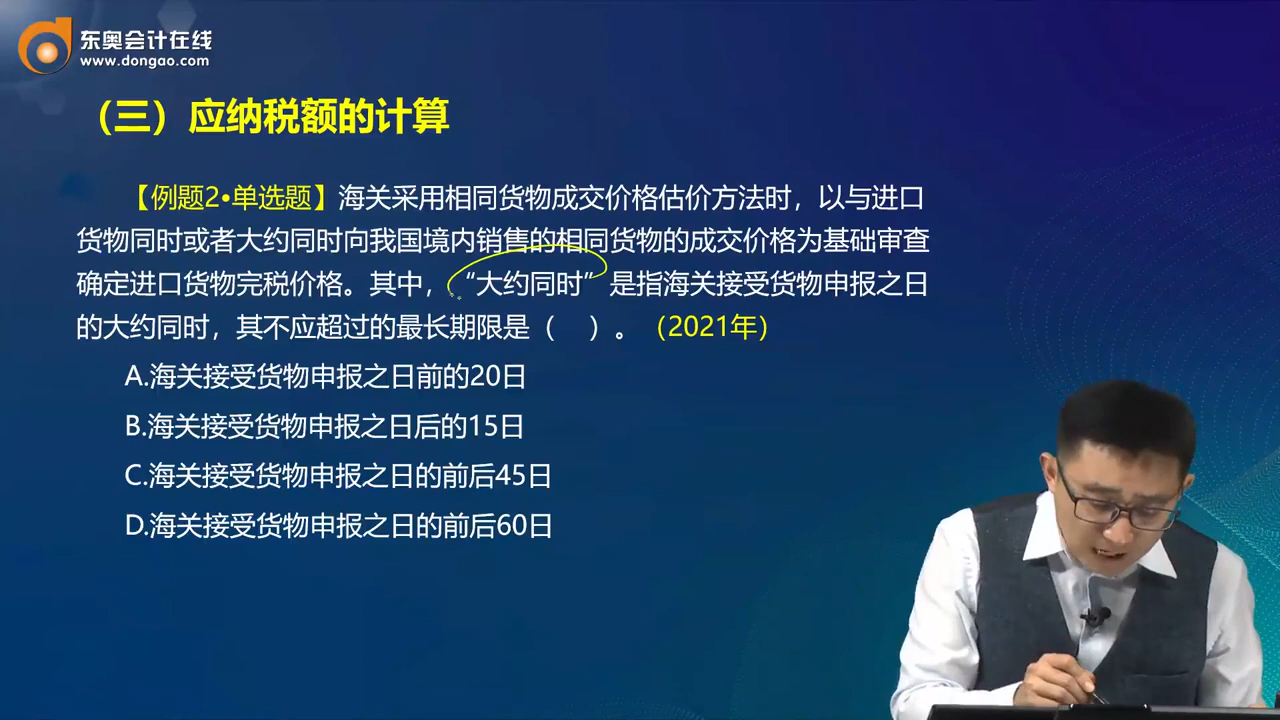 东奥会计在线
www.dongao.com
（三）应纳税额的计算
【例题2•单选题】海关采用相同货物成交价格估价方法时，以与进口
货物同时或者大约同时向我国境内销售的相同货物的成交价格为基础审查
确定进口货物完税价格。其中，“大约同时”是指海关接受货物申报之日
的大约同时，其不应超过的最长期限是（ ）。（2021年）
A.海关接受货物申报之日前的20日
B.海关接受货物申报之日后的15日
C.海关接受货物申报之日的前后45日
D.海关接受货物申报之日的前后60日